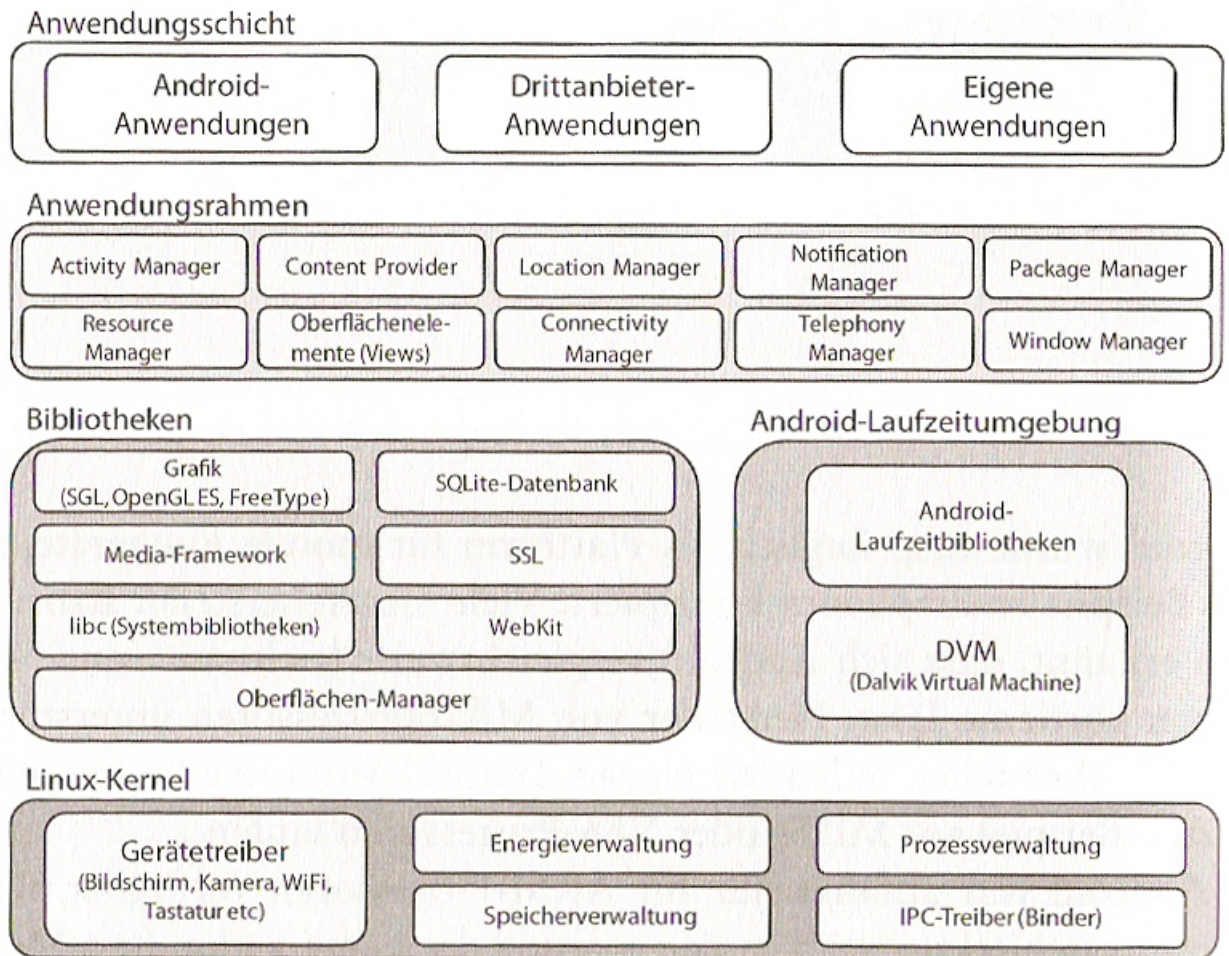 Anwendungsschicht
Android-
Anwendungen
Drittanbieter-
Anwendungen
Eigene
Anwendungen
Anwendungsrahmen
Activity Manager
Content Provider
Location Manager
Notification
Manager
Package Manager
Resource
Manager
Oberflächenele-
mente (Views)
Connectivity
Manager
Telephony
Manager
Window Manager
Bibliotheken
Grafik
(SGL, OpenGL ES, FreeType)
SQLite-Datenbank
Media-Framework
SSL
libc (Systembibliotheken)
WebKit
Oberflächen-Manager
Android-Laufzeitumgebung
Android-
Laufzeitbibliotheken
DVM
(Dalvik Virtual Machine)
Linux-Kernel
Gerätetreiber
(Bildschirm, Kamera, WiFi,
Tastatur etc)
Energieverwaltung
Prozessverwaltung
Speicherverwaltung
IPC-Treiber (Binder)